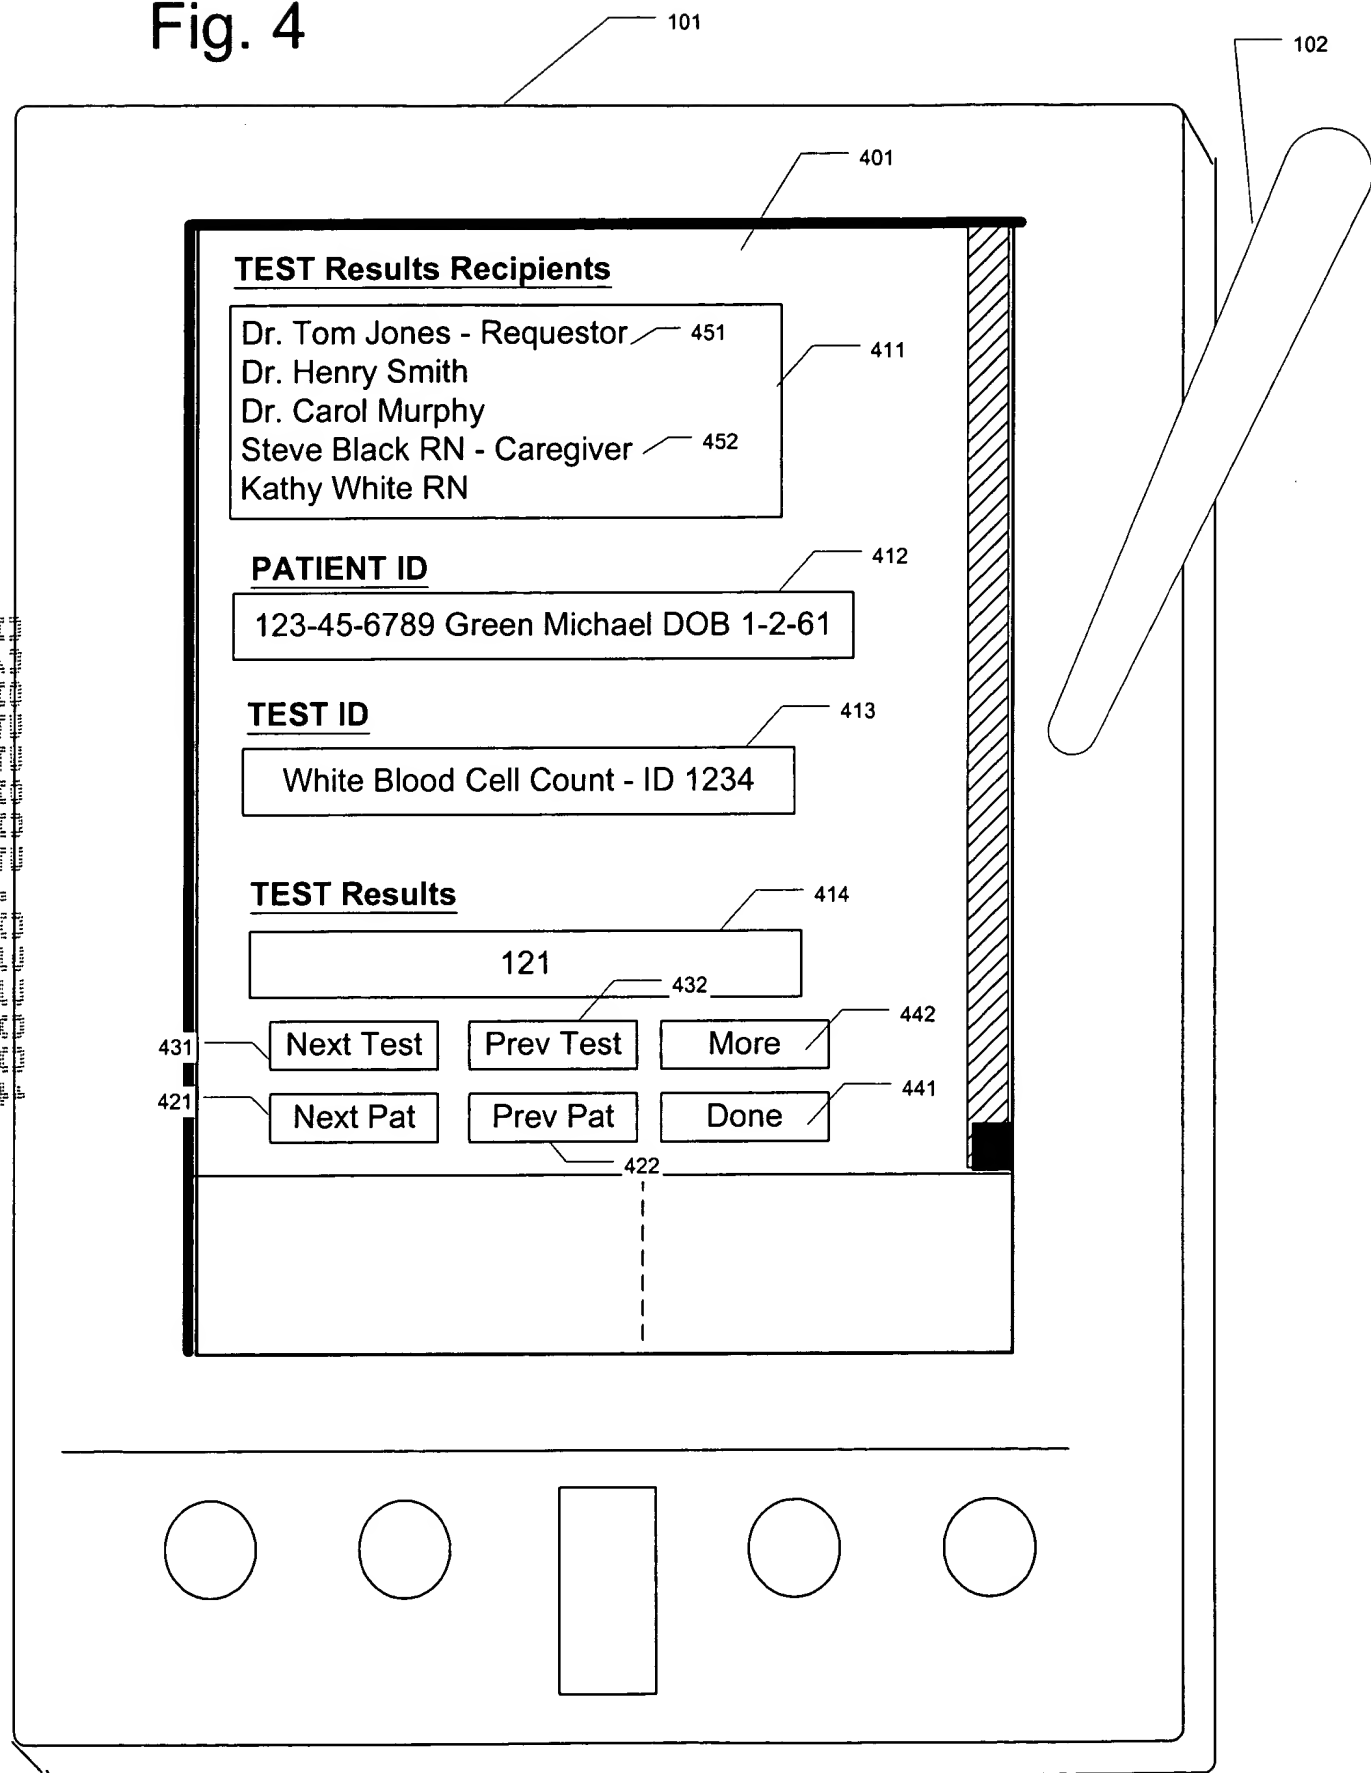 Fig. 4
101
102
401
TEST Results Recipients
Dr. Tom Jones - Requestor 451
411
Dr. Henry Smith
Dr. Carol Murphy
Steve Black RN - Caregiver 452
Kathy White RN
412
PATIENT ID
123-45-6789 Green Michael DOB 1-2-61
413
TEST ID
White Blood Cell Count - ID 1234
414
TEST Results
121
432
442
431 Next Test Prev Test More
441
421 Next Pat Prev Pat Done
422